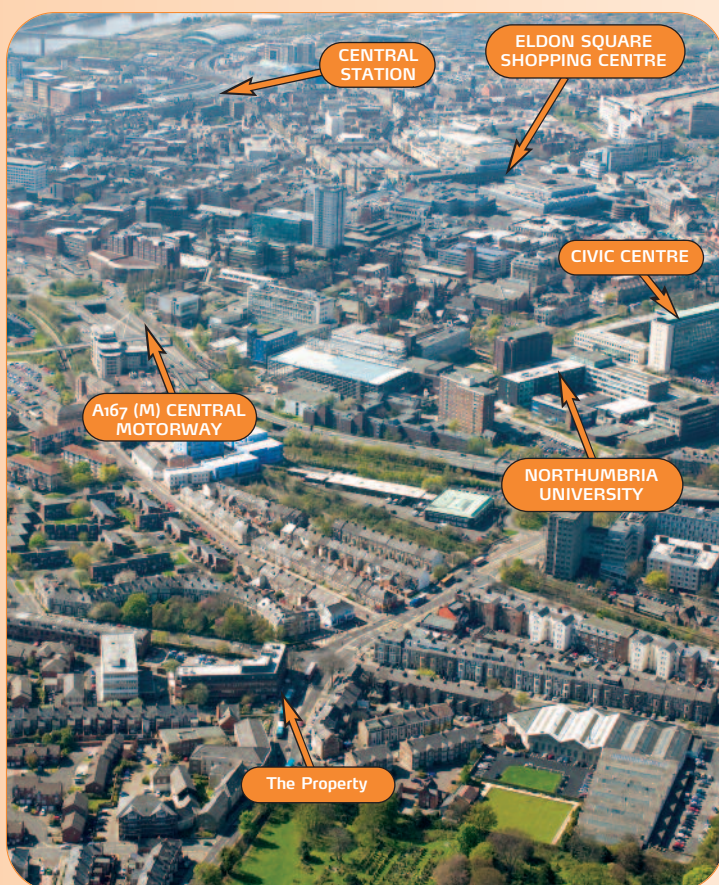 CENTRAL
STATION
ELDON SQUARE
SHOPPING CENTRE
CIVIC CENTRE
A167 (M) CENTRAL
MOTORWAY
NORTHUMBRIA
UNIVERSITY
The Property